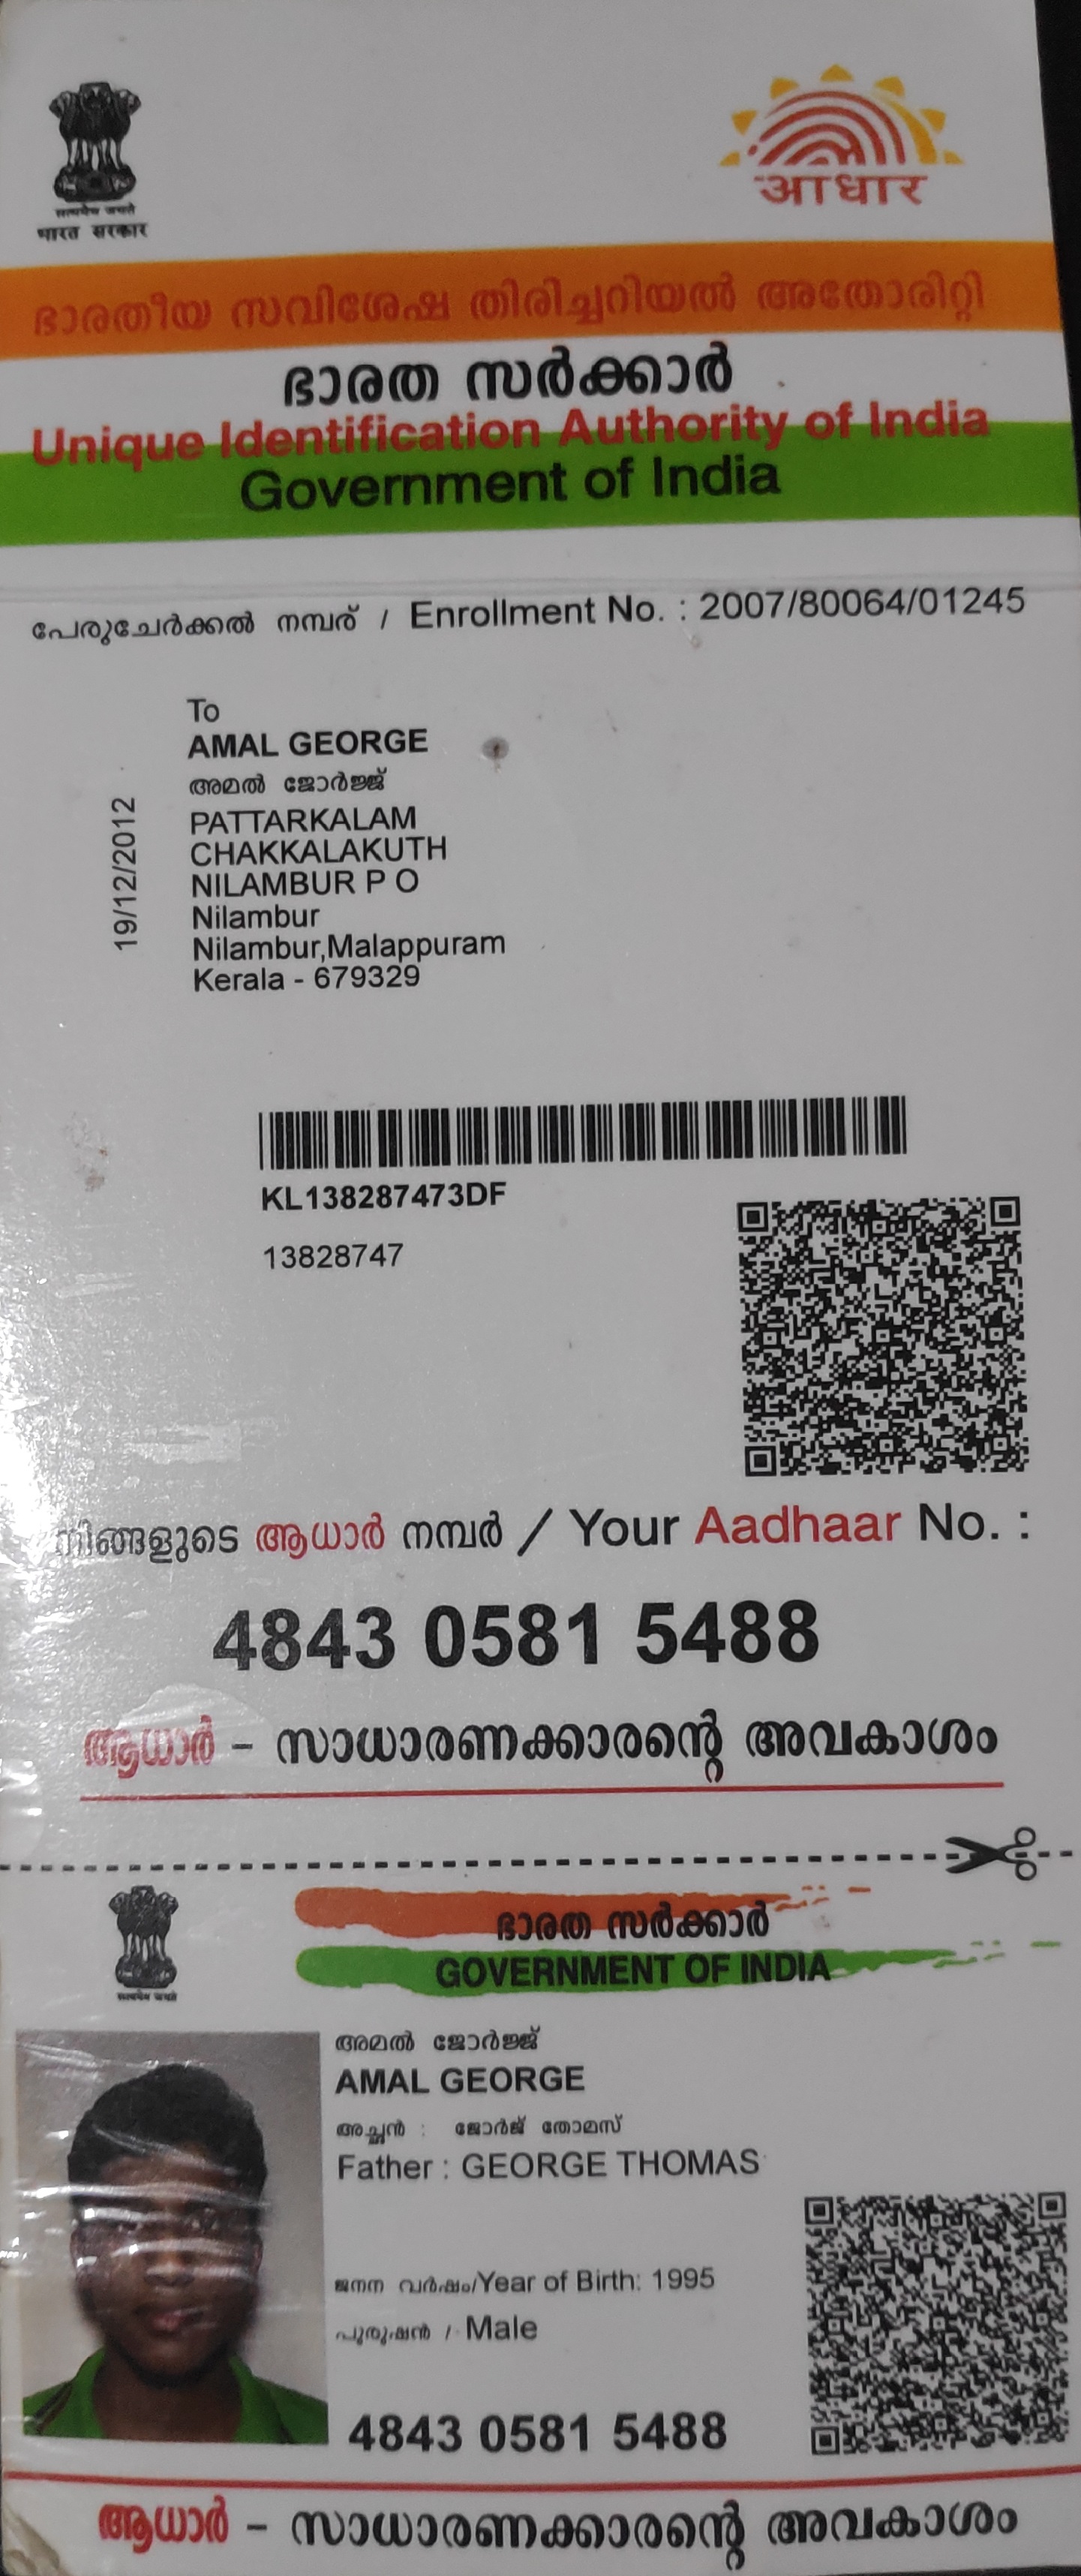 सत्यमेव जयते
भारत सरकार
आधार
ഭാരതീയ സവിശേഷ തിരിച്ചറിയൽ അതോരിറ്റി
ഭാരത സർക്കാർ
Unique Identification Authority of India
Government of India
പേരുചേർക്കൽ നമ്പര് / Enrollment No. : 2007/80064/01245
To
AMAL GEORGE
അമൽ ജോർജ്ജ്
PATTARKALAM
CHAKKALAKUTH
NILAMBUR P O
Nilambur
Nilambur,Malappuram
Kerala - 679329
19/12/2012
KL138287473DF
13828747
നിങ്ങളുടെ ആധാർ നമ്പർ / Your Aadhaar No. :
4843 0581 5488
ആധാർ - സാധാരണക്കാരന്റെ അവകാശം
ഭാരത സർക്കാർ
GOVERNMENT OF INDIA
सत्यमेव जयते
അമൽ ജോർജ്ജ്
AMAL GEORGE
അച്ഛൻ : ജോർജ് തോമസ്
Father : GEORGE THOMAS
ജനന വർഷം/Year of Birth: 1995
പുരുഷൻ / Male
4843 0581 5488
ആധാർ - സാധാരണക്കാരന്റെ അവകാശം